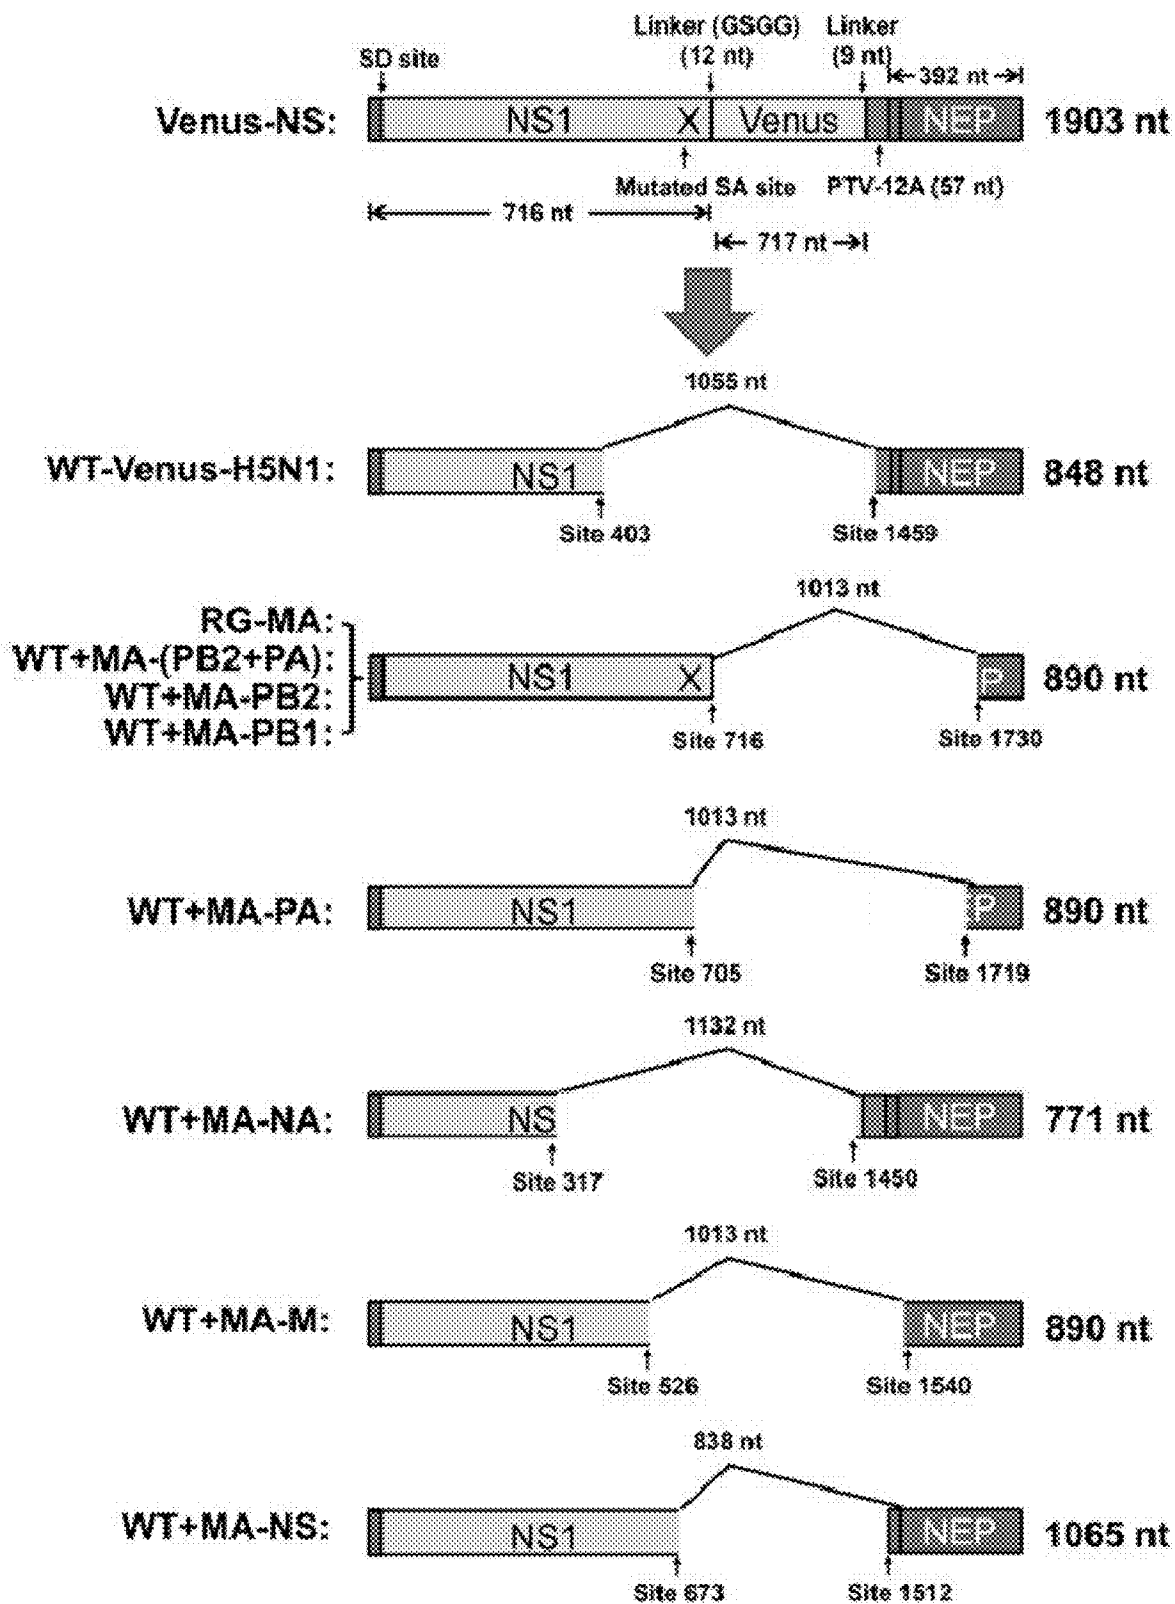 Linker (GSGG) Linker
SD site (12 nt) (9 nt) 392 nt
Venus-NS: NS1 X Venus NEP 1903 nt
Mutated SA site PTV-12A (57 nt)
716 nt
717 nt
1055 nt
WT-Venus-H5N1: NS1 NEP 848 nt
Site 403 Site 1459
1013 nt
RG-MA:
WT+MA-(PB2+PA): NS1 X P 890 nt
WT+MA-PB2:
WT+MA-PB1:
Site 716 Site 1730
1013 nt
WT+MA-PA: NS1 P 890 nt
Site 705 Site 1719
1132 nt
WT+MA-NA: NS NEP 771 nt
Site 317 Site 1450
1013 nt
WT+MA-M: NS1 NEP 890 nt
Site 526 Site 1540
838 nt
WT+MA-NS: NS1 NEP 1065 nt
Site 673 Site 1512